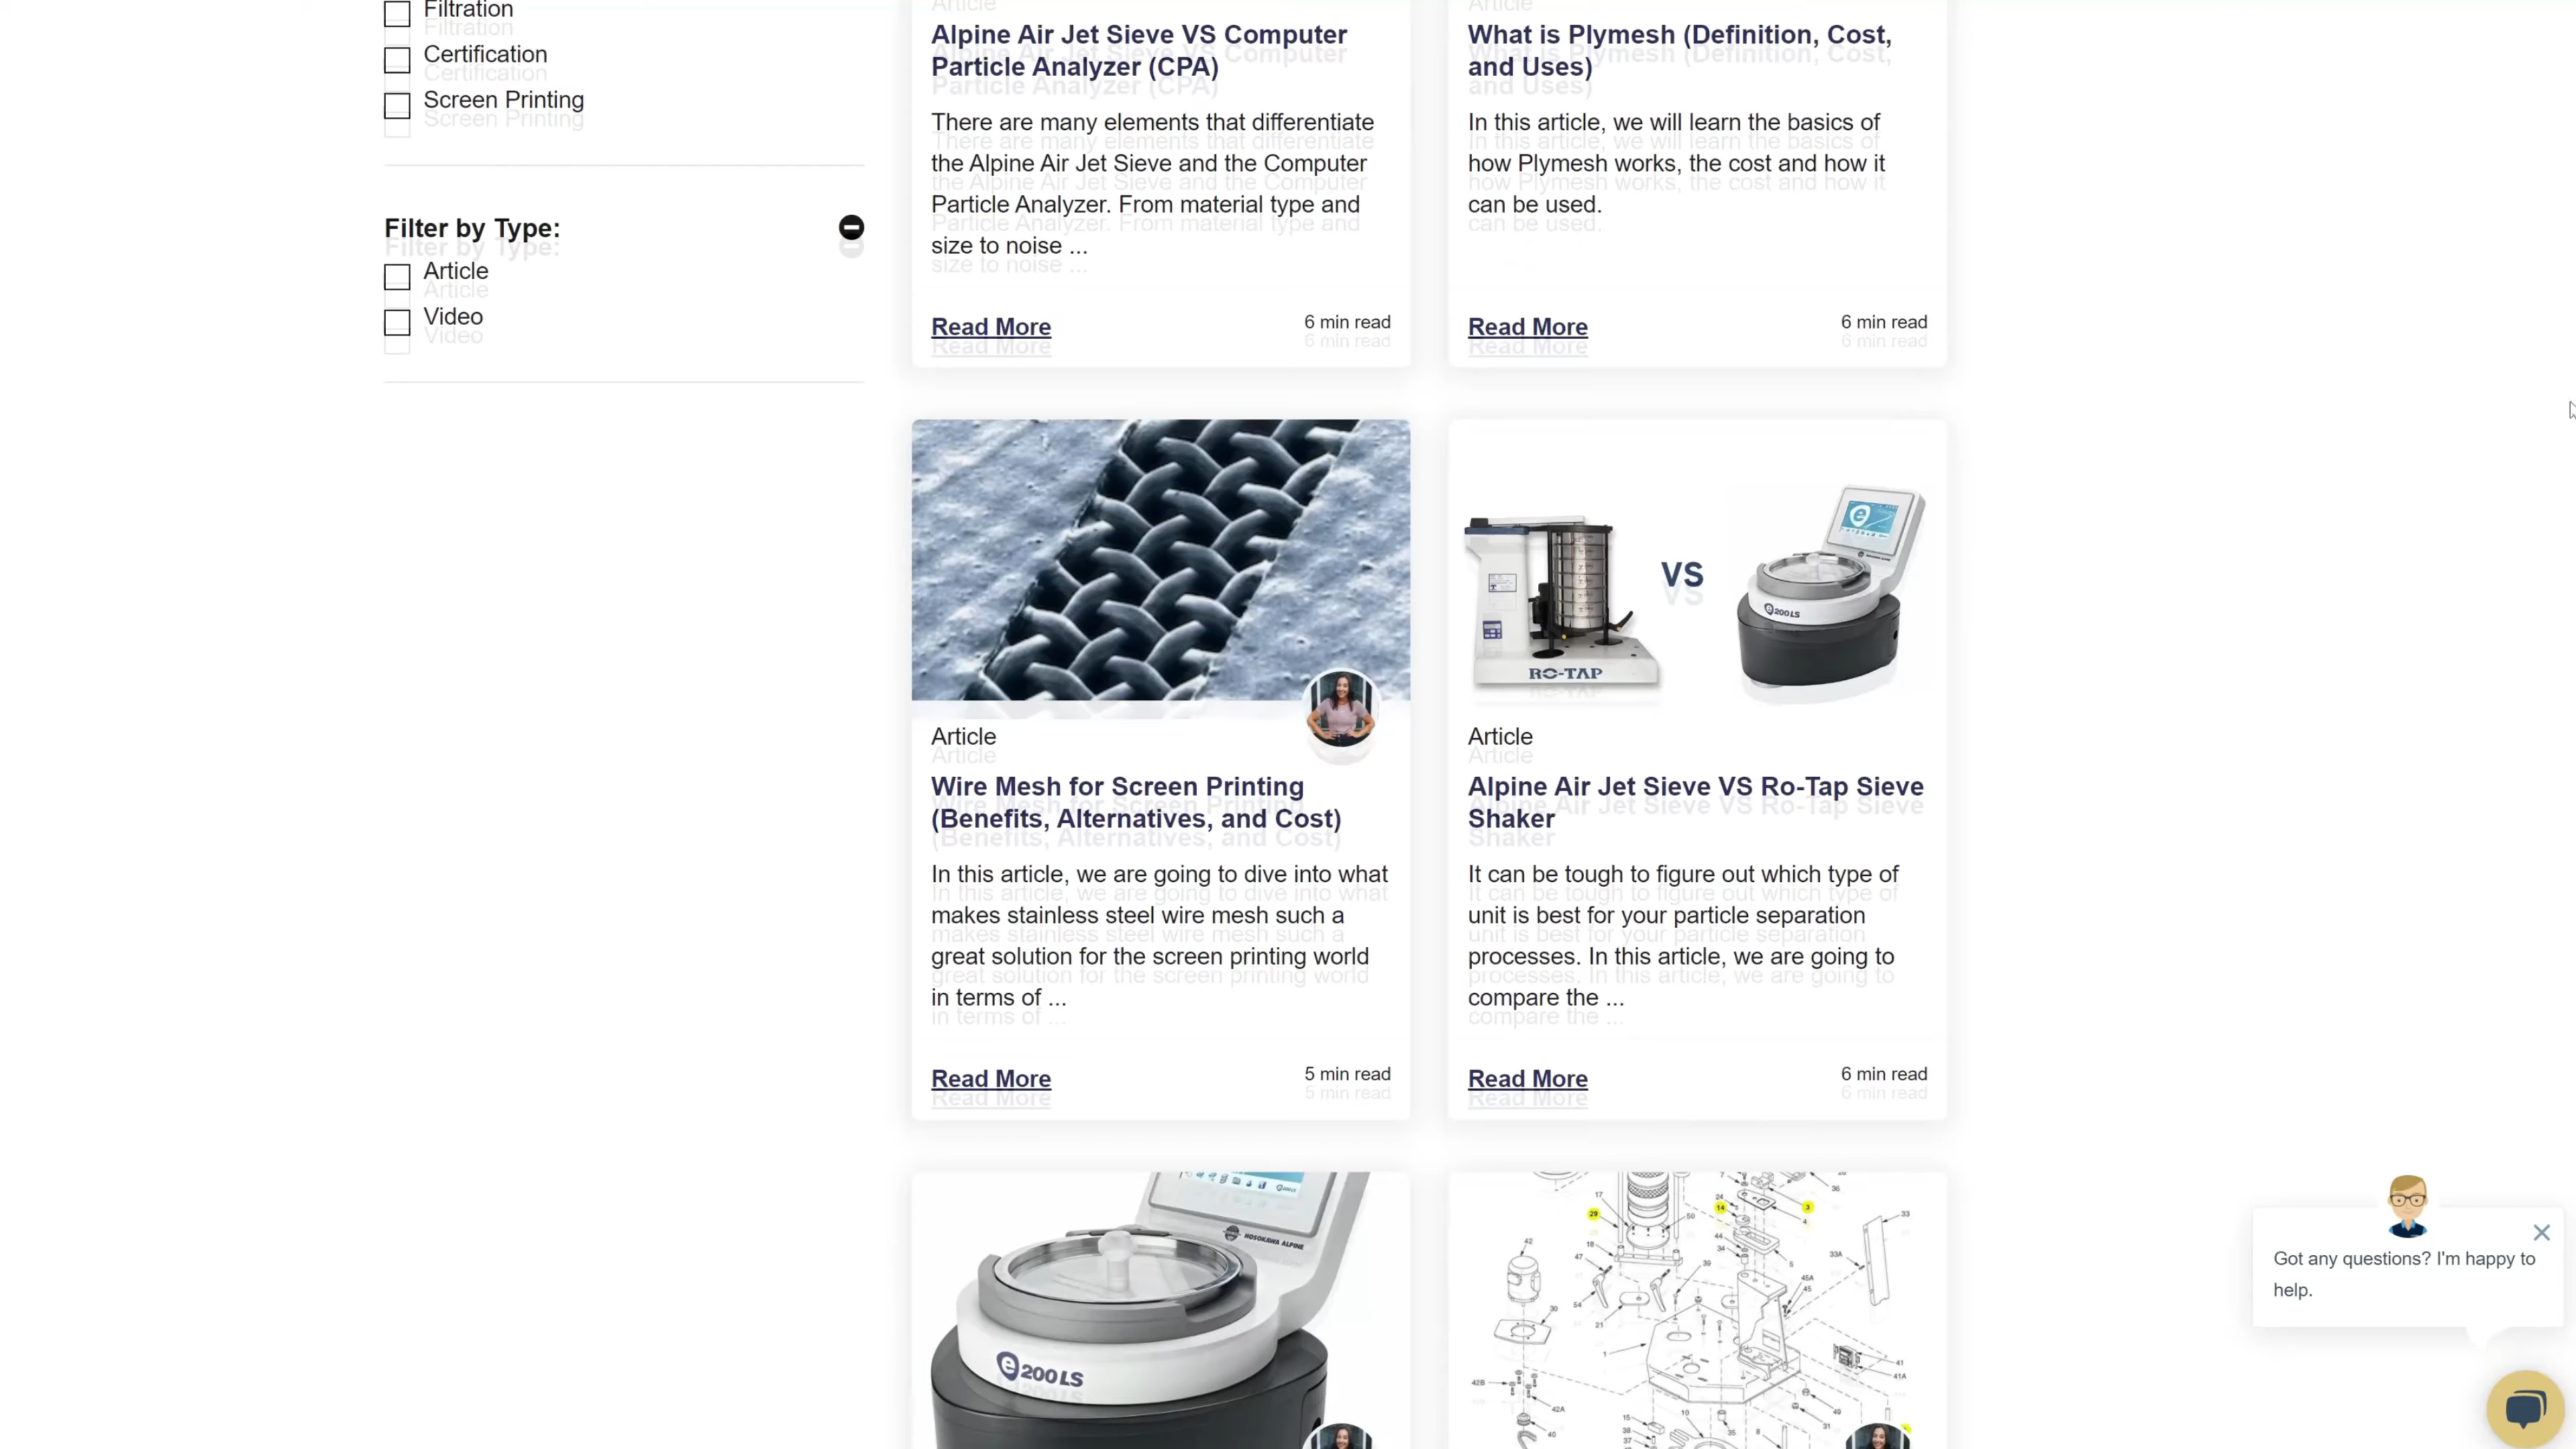 Filtration
Certification
Screen Printing
Filter by Type:
Article
Video
Article
Alpine Air Jet Sieve VS Computer
Particle Analyzer (CPA)
There are many elements that differentiate
the Alpine Air Jet Sieve and the Computer
Particle Analyzer. From material type and
size to noise ...
Read More
6 min read
Article
What is Plymesh (Definition, Cost,
and Uses)
In this article, we will learn the basics of
how Plymesh works, the cost and how it
can be used.
Read More
6 min read
Article
Wire Mesh for Screen Printing
(Benefits, Alternatives, and Cost)
In this article, we are going to dive into what
makes stainless steel wire mesh such a
great solution for the screen printing world
in terms of ...
Read More
5 min read
RO-TAP
VS
e200LS
Article
Alpine Air Jet Sieve VS Ro-Tap Sieve
Shaker
It can be tough to figure out which type of
unit is best for your particle separation
processes. In this article, we are going to
compare the ...
Read More
6 min read
HOSOKAWA ALPINE
e200LS
Got any questions? I'm happy to
help.